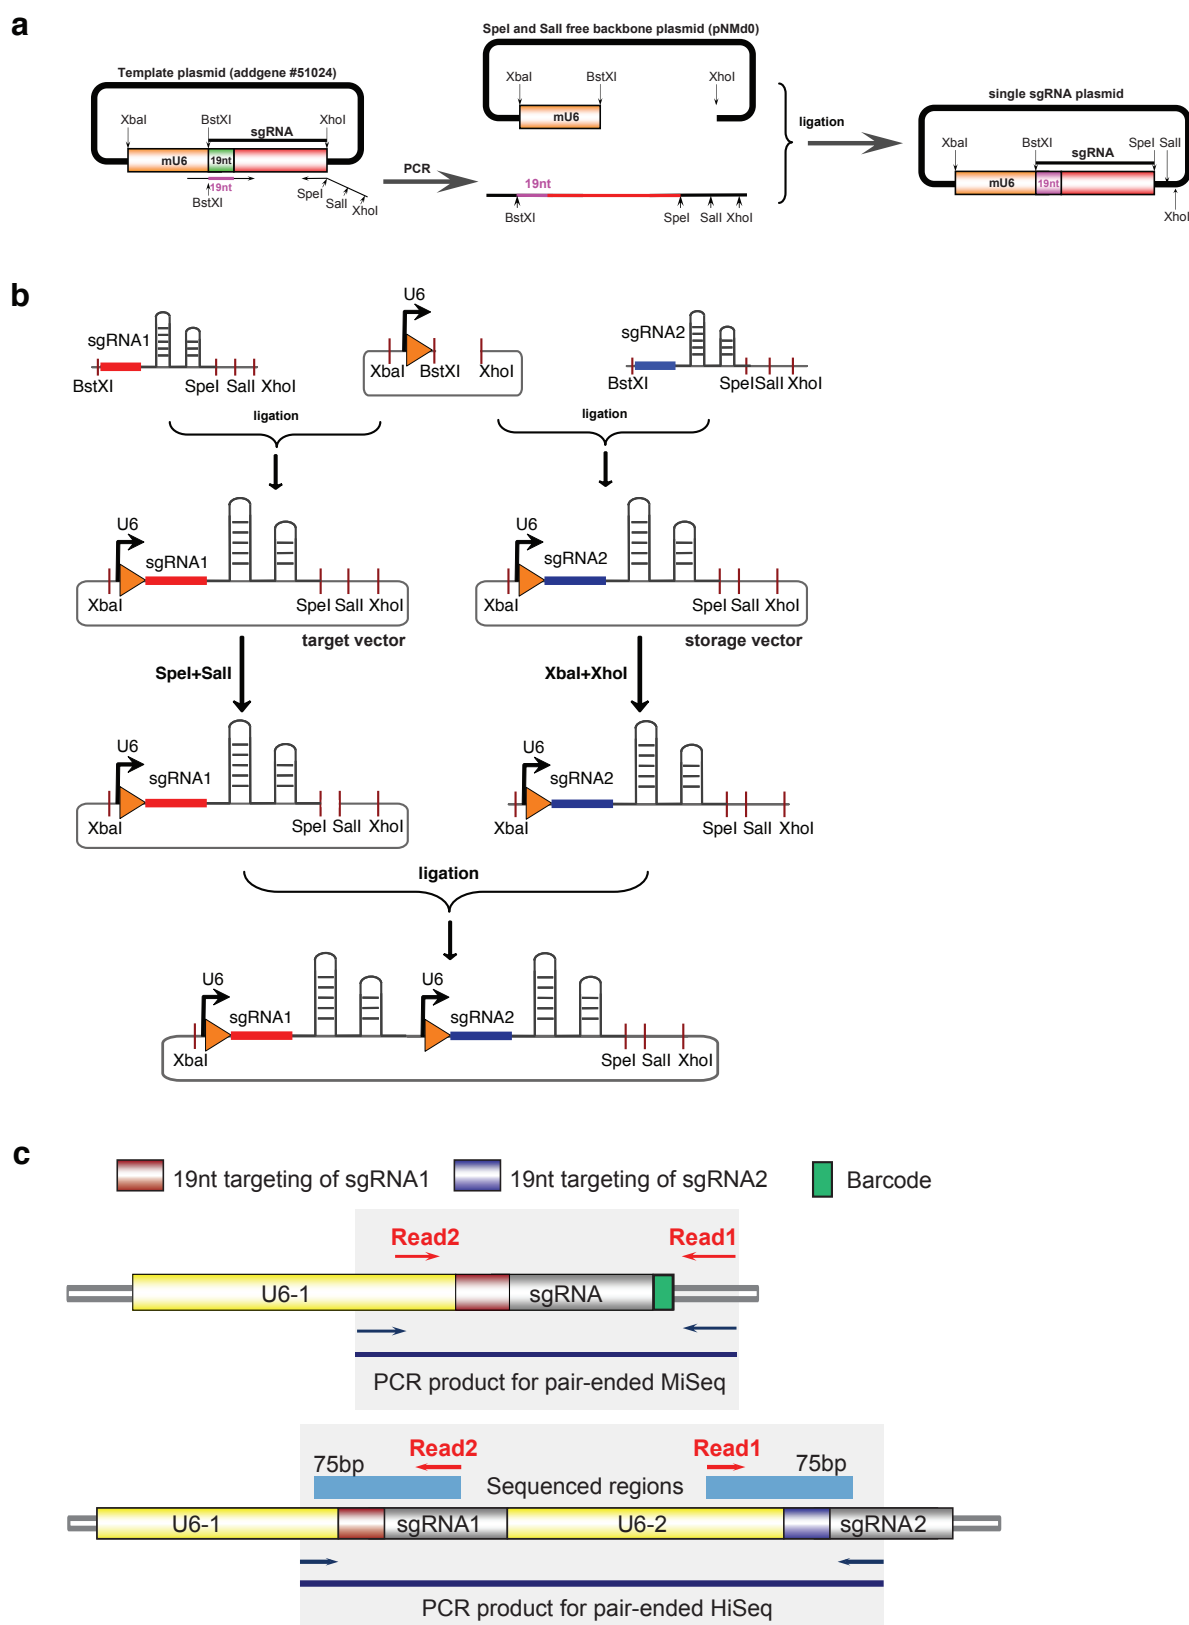 a
SpeI and SalI free backbone plasmid (pNMd0)
Template plasmid (addgene #51024)
single sgRNA plasmid
XbaI BstXI XhoI
sgRNA
mU6 19nt
19nt
BstXI
SpeI
SalI
XhoI
PCR
XbaI BstXI XhoI
mU6
19nt
BstXI SpeI SalI XhoI
ligation
XbaI BstXI SpeI SalI
sgRNA
mU6 19nt
XhoI
b
sgRNA1
BstXI SpeI SalI XhoI
U6
XbaI BstXI XhoI
sgRNA2
BstXI SpeI SalI XhoI
ligation
ligation
U6
sgRNA1
XbaI SpeI SalI XhoI
target vector
U6
sgRNA2
XbaI SpeI SalI XhoI
storage vector
SpeI+SalI
XbaI+XhoI
U6
sgRNA1
XbaI SpeI SalI XhoI
U6
sgRNA2
XbaI SpeI SalI XhoI
ligation
U6 U6
sgRNA1 sgRNA2
XbaI SpeI SalI XhoI
c
19nt targeting of sgRNA1 19nt targeting of sgRNA2 Barcode
Read2 Read1
U6-1 sgRNA
PCR product for pair-ended MiSeq
Read2 Read1
75bp Sequenced regions 75bp
U6-1 sgRNA1 U6-2 sgRNA2
PCR product for pair-ended HiSeq